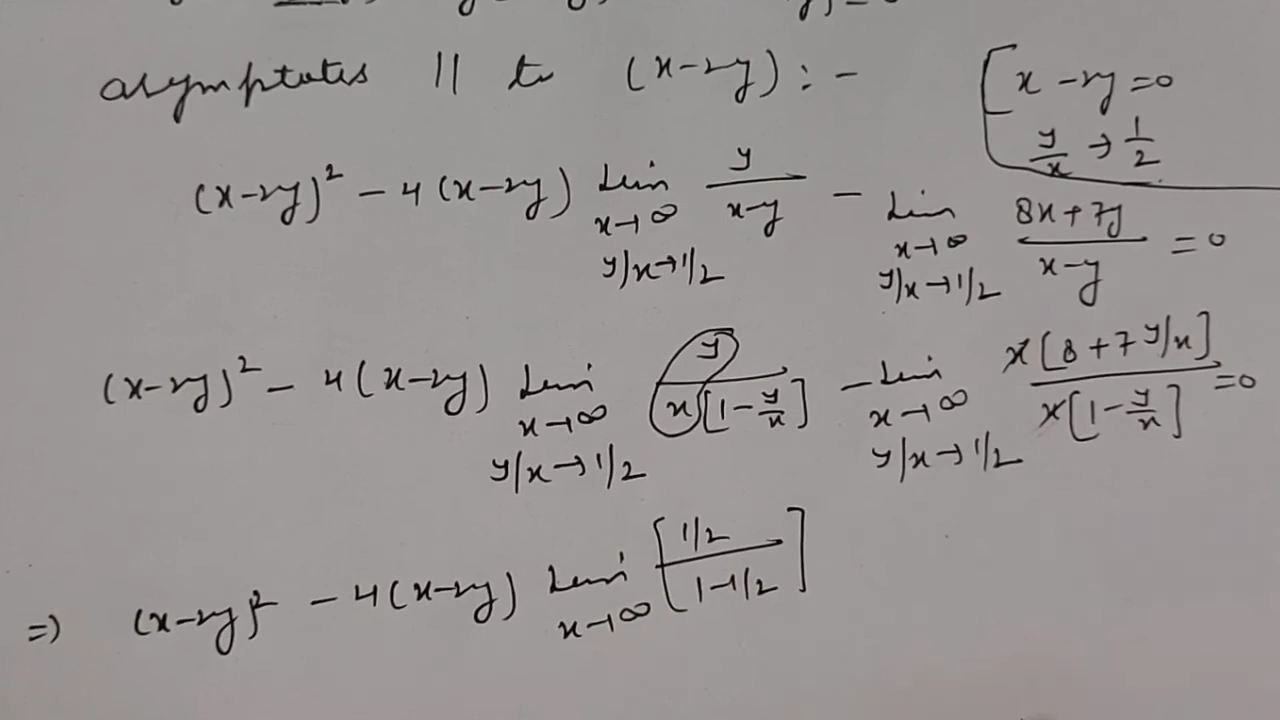 asymptotes || to (x-2y) :-
[x-2y=0
y/x → 1/2
(x-2y)² - 4(x-2y) Lim x→∞ y/x→1/2 y/(x-y) - Lim x→∞ y/x→1/2 (8x+7y)/(x-y) = 0
(x-2y)² - 4(x-2y) Lim x→∞ y/x→1/2 y/(x[1-y/x]) - Lim x→∞ y/x→1/2 x[8+7y/x]/(x[1-y/x]) = 0
=> (x-2y)² - 4(x-2y) Lim x→∞ [(1/2)/(1-1/2)]